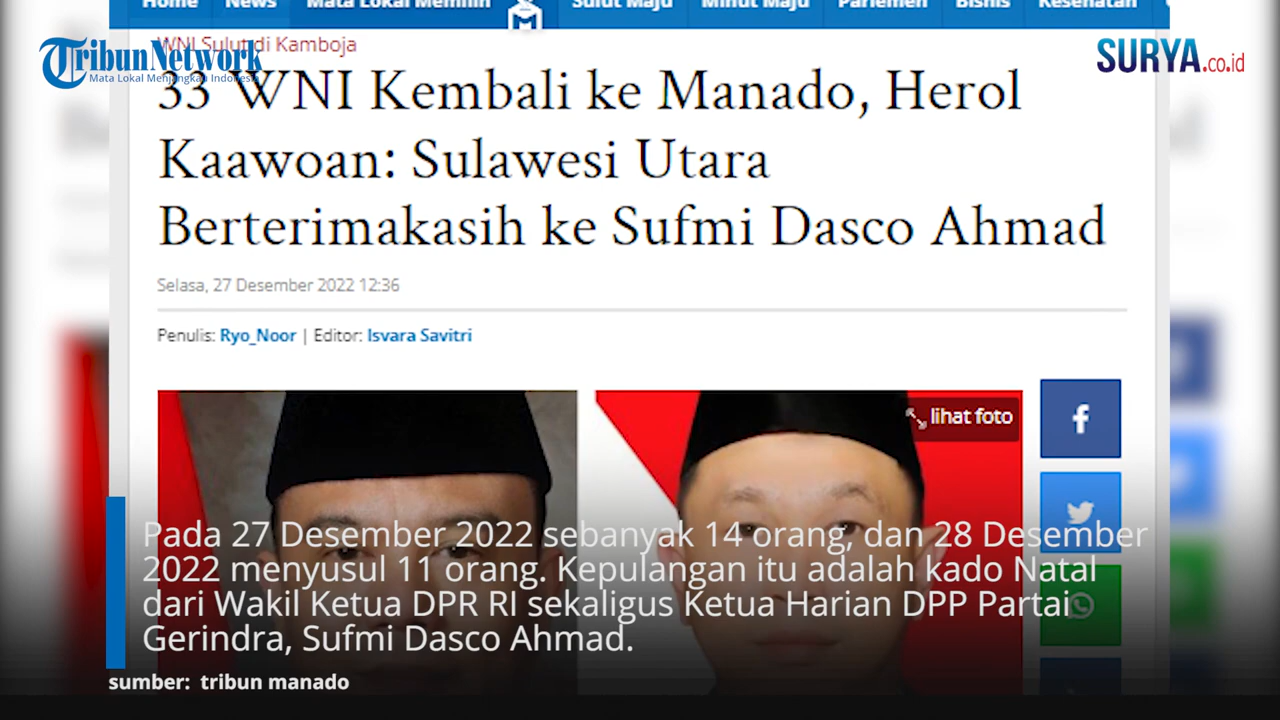 Home News Mata Lokal Memilih M Sulut Maju Minut Maju Parlemen Bisnis Kesehatan
WNI Sulut di Kamboja
Tribun Network
Mata Lokal Menjangkau Indonesia
SURYA.co.id
33 WNI Kembali ke Manado, Herol
Kaawoan: Sulawesi Utara
Berterimakasih ke Sufmi Dasco Ahmad
Selasa, 27 Desember 2022 12:36
Penulis: Ryo_Noor | Editor: Isvara Savitri
lihat foto
Pada 27 Desember 2022 sebanyak 14 orang, dan 28 Desember
2022 menyusul 11 orang. Kepulangan itu adalah kado Natal
dari Wakil Ketua DPR RI sekaligus Ketua Harian DPP Partai
Gerindra, Sufmi Dasco Ahmad.
sumber: tribun manado